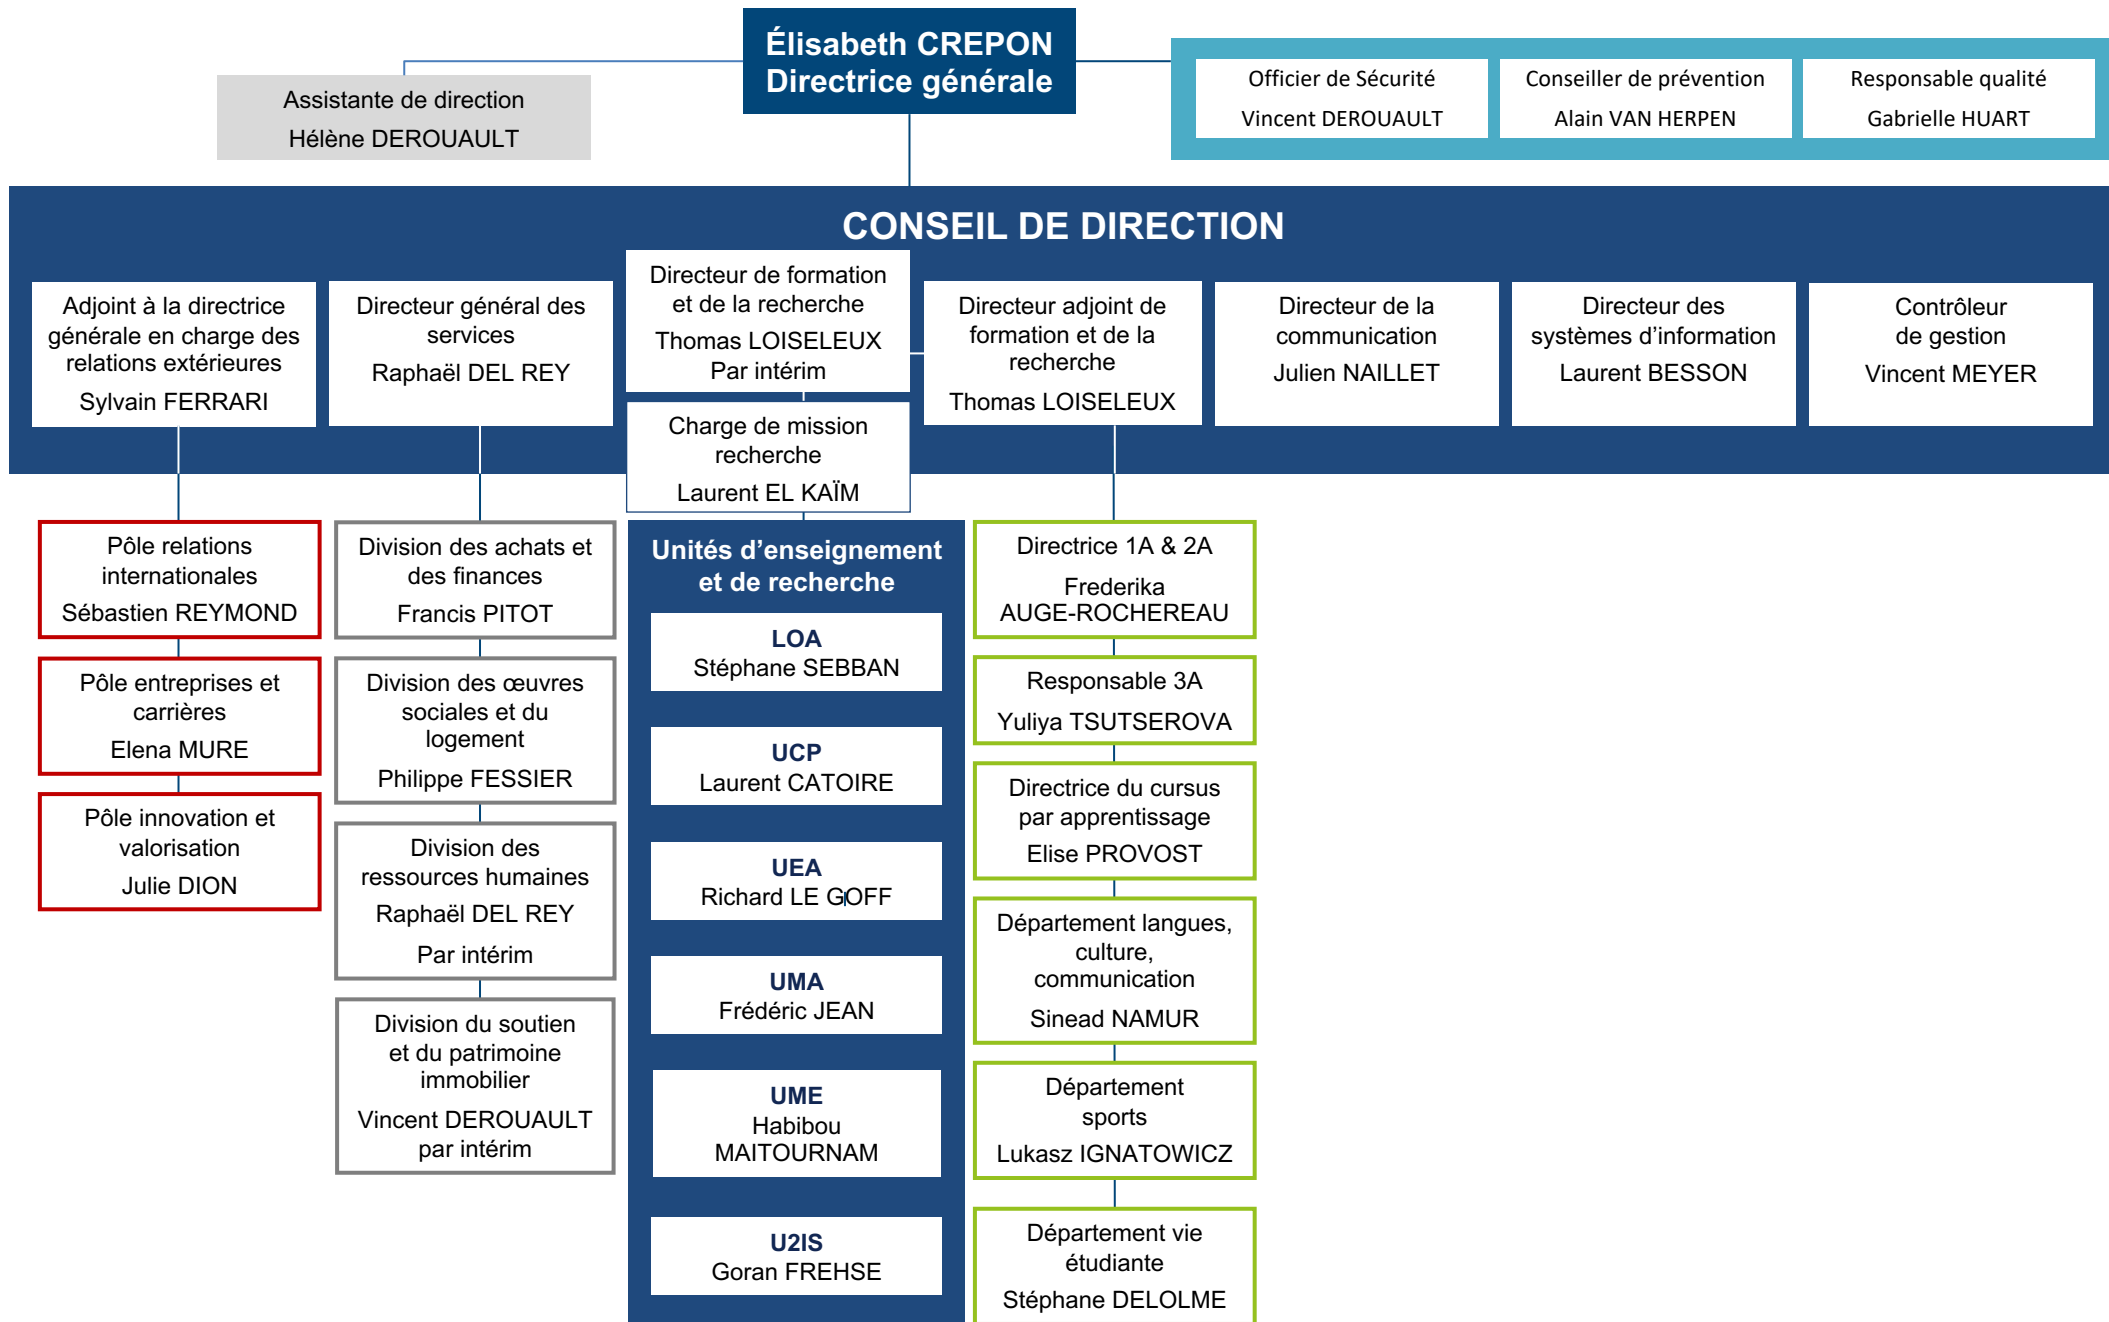 Élisabeth CREPON
Directrice générale
Assistante de direction
Hélène DEROUAULT
Officier de Sécurité
Vincent DEROUAULT
Conseiller de prévention
Alain VAN HERPEN
Responsable qualité
Gabrielle HUART
CONSEIL DE DIRECTION
Adjoint à la directrice
générale en charge des
relations extérieures
Sylvain FERRARI
Directeur général des
services
Raphaël DEL REY
Directeur de formation
et de la recherche
Thomas LOISELEUX
Par intérim
Charge de mission
recherche
Laurent EL KAÏM
Directeur adjoint de
formation et de la
recherche
Thomas LOISELEUX
Directeur de la
communication
Julien NAILLET
Directeur des
systèmes d’information
Laurent BESSON
Contrôleur
de gestion
Vincent MEYER
Pôle relations
internationales
Sébastien REYMOND
Pôle entreprises et
carrières
Elena MURE
Pôle innovation et
valorisation
Julie DION
Division des achats et
des finances
Francis PITOT
Division des œuvres
sociales et du
logement
Philippe FESSIER
Division des
ressources humaines
Raphaël DEL REY
Par intérim
Division du soutien
et du patrimoine
immobilier
Vincent DEROUAULT
par intérim
Unités d’enseignement
et de recherche
LOA
Stéphane SEBBAN
UCP
Laurent CATOIRE
UEA
Richard LE GOFF
UMA
Frédéric JEAN
UME
Habibou
MAITOURNAM
U2IS
Goran FREHSE
Directrice 1A & 2A
Frederika
AUGE-ROCHEREAU
Responsable 3A
Yuliya TSUTSEROVA
Directrice du cursus
par apprentissage
Elise PROVOST
Département langues,
culture,
communication
Sinead NAMUR
Département
sports
Lukasz IGNATOWICZ
Département vie
étudiante
Stéphane DELOLME